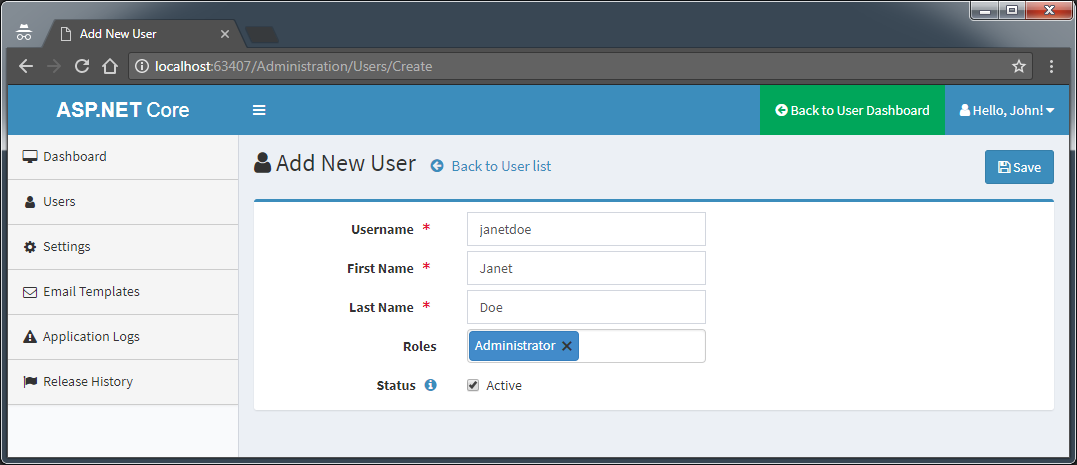 Add New User
localhost:63407/Administration/Users/Create
ASP.NET Core
Back to User Dashboard
Hello, John!
Dashboard
Users
Settings
Email Templates
Application Logs
Release History
Add New User
Back to User list
Save
Username *
janetdoe
First Name *
Janet
Last Name *
Doe
Roles
Administrator
Status
Active